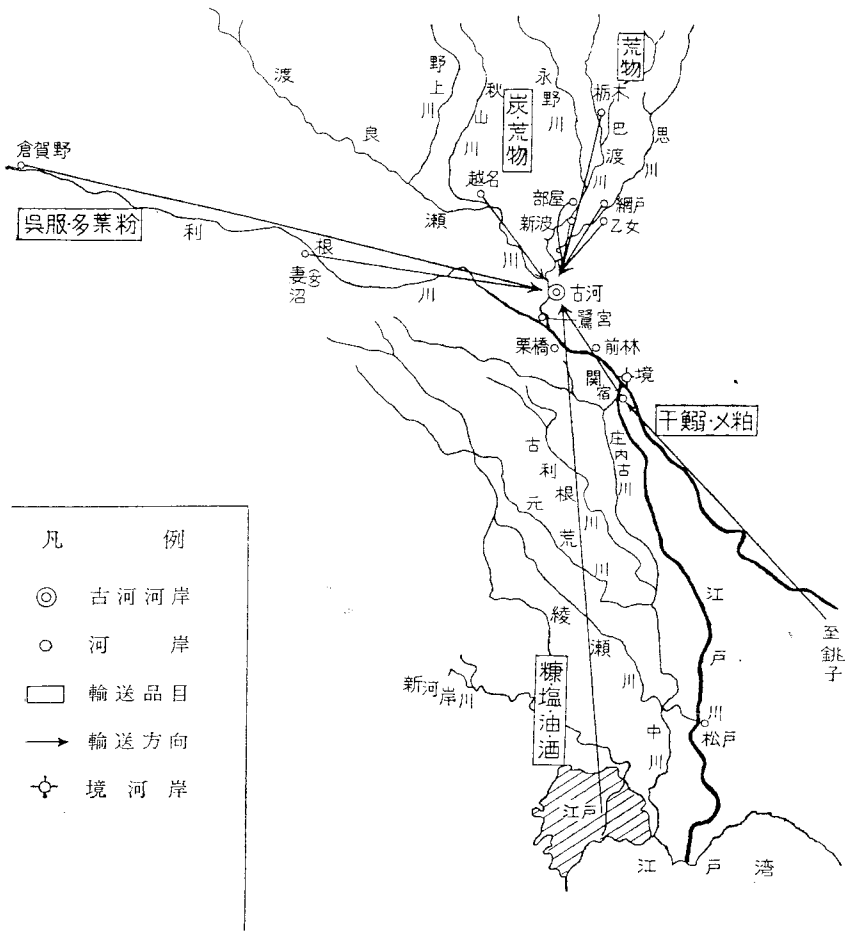 渡良瀬川
野上川
秋山川
炭・荒物
永野川
荒物
栃木
巴渡川
思川
倉賀野
越名
部屋
新波
網戸
乙女
呉服・多葉粉
利根川
妻(女)沼
古河
鷲宮
栗橋
前林
関宿
境
干鰯・〆粕
庄内古川
古利根川
元荒川
綾瀬川
江戸川
至銚子
新河岸川
糠・塩・油・酒
中川
松戸
江戸
江戸湾
凡例
古河河岸
河岸
輸送品目
輸送方向
境河岸